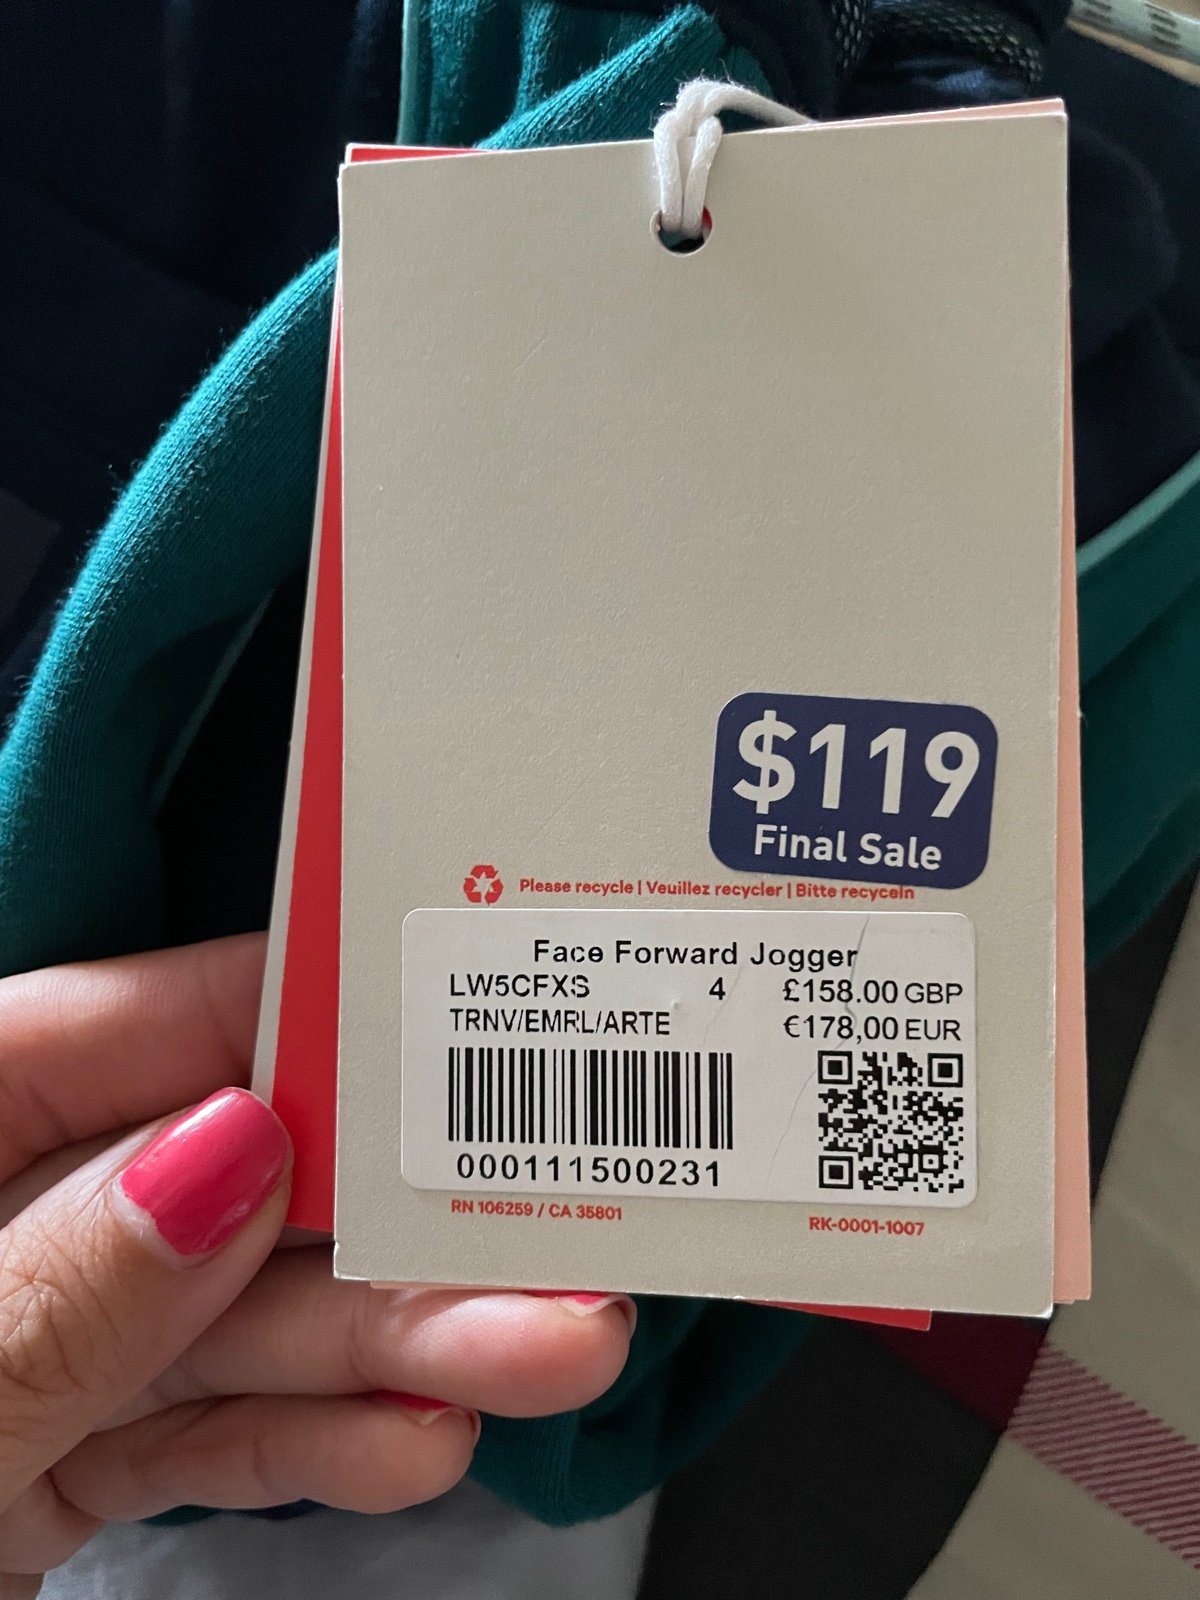 $119
Final Sale
Please recycle | Veuillez recycler | Bitte recyceln
Face Forward Jogger
LW5CFXS 4 £158.00 GBP
TRNV/EMRL/ARTE €178,00 EUR
000111500231
RN 106259 / CA 35801
RK-0001-1007